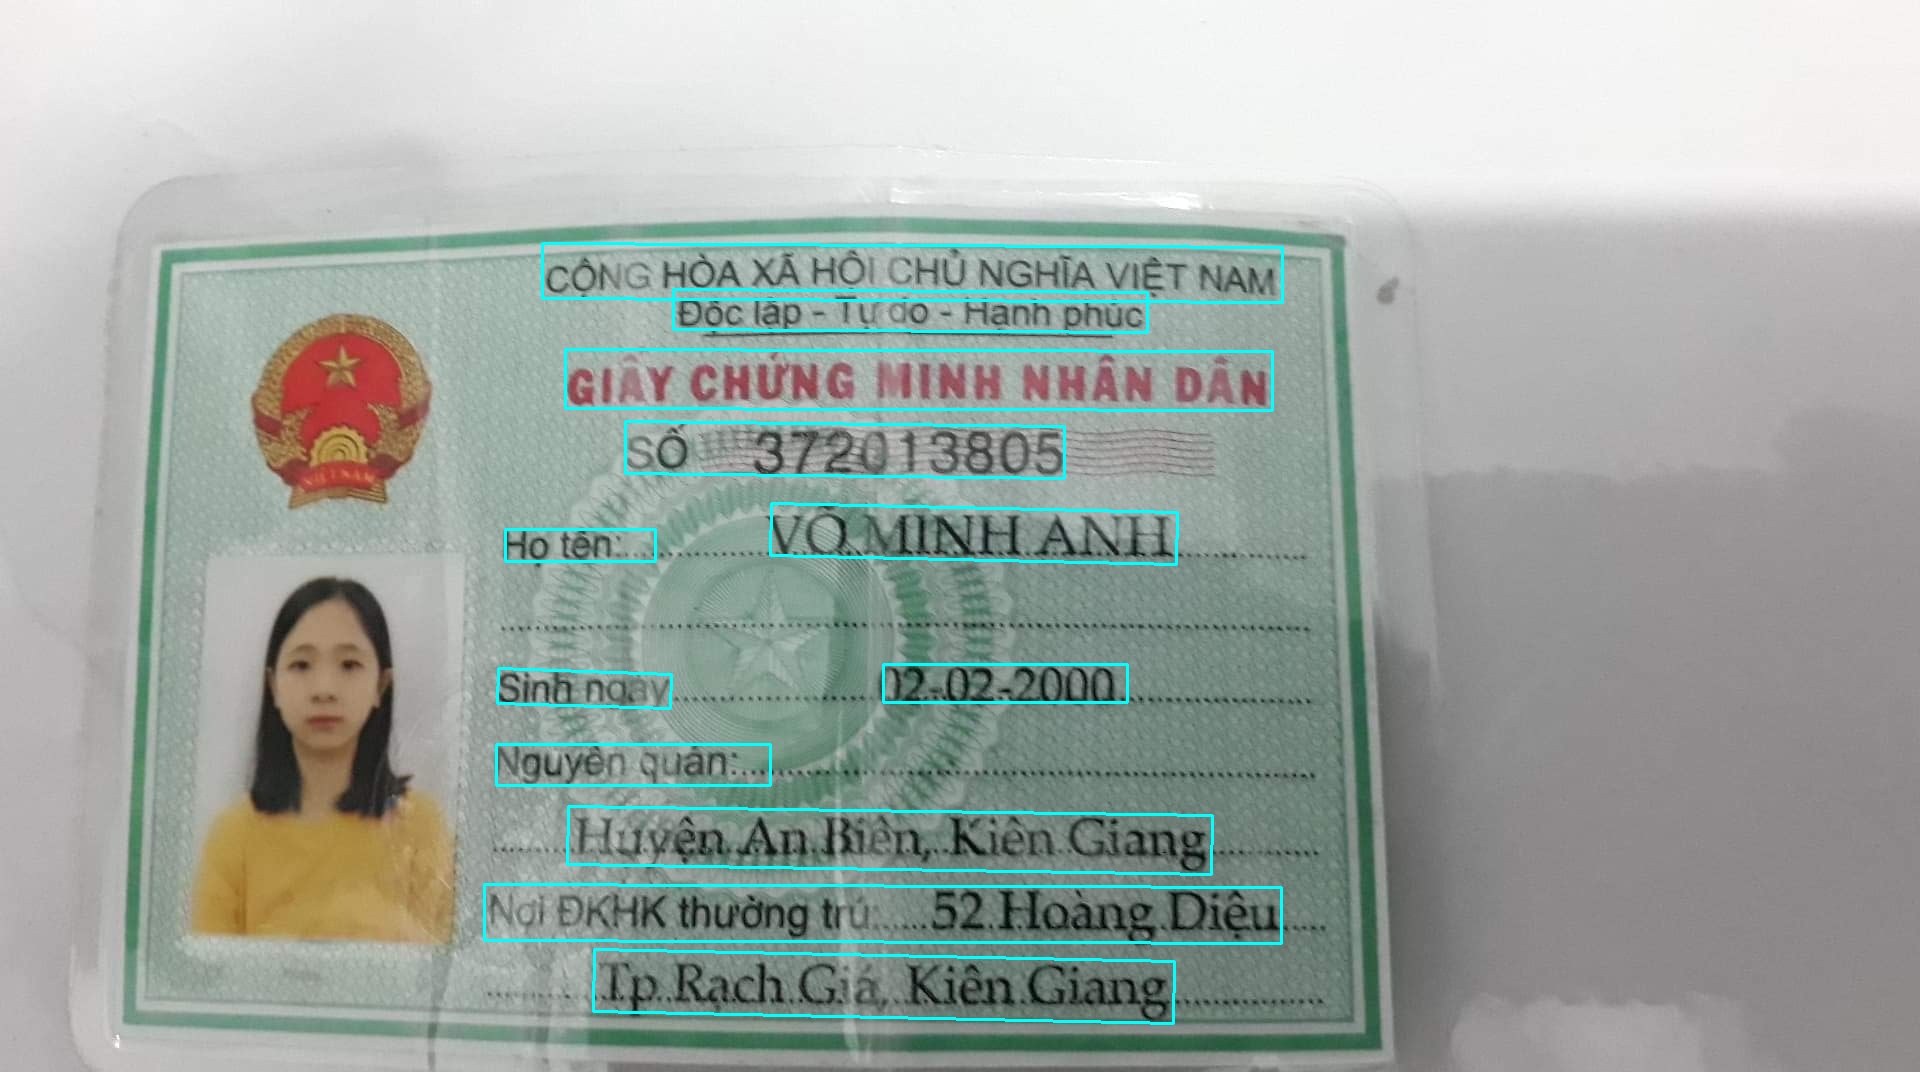 CỘNG HÒA XÃ HỘI CHỦ NGHĨA VIỆT NAM
Độc lập - Tự do - Hạnh phúc
GIẤY CHỨNG MINH NHÂN DÂN
SỐ 372013805
VIỆT NAM
Họ tên: VÕ MINH ANH
Sinh ngày 02-02-2000
Nguyên quán:
Huyện An Biên, Kiên Giang
Nơi ĐKHK thường trú: 52 Hoàng Diệu
Tp Rạch Giá, Kiên Giang